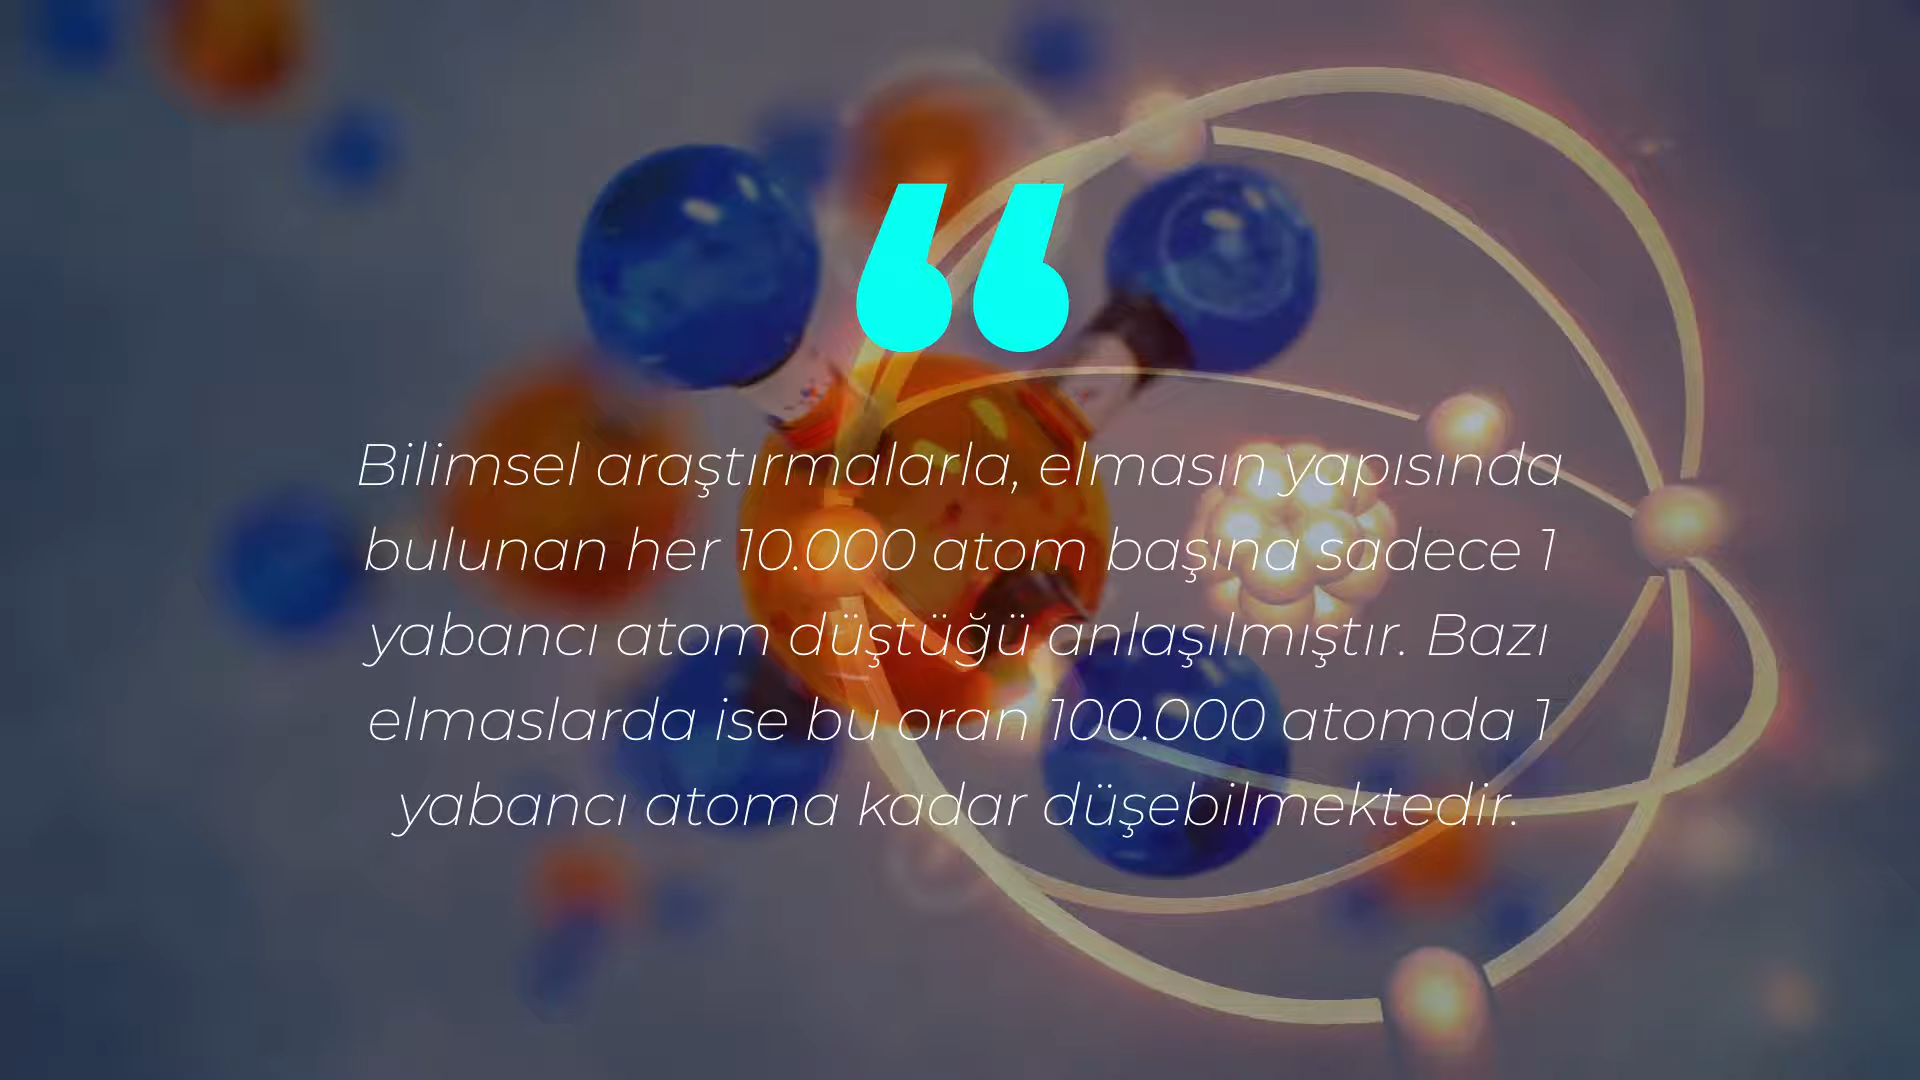 “
Bilimsel araştırmalarla, elmasın yapısında
bulunan her 10.000 atom başına sadece 1
yabancı atom düştüğü anlaşılmıştır. Bazı
elmaslarda ise bu oran 100.000 atomda 1
yabancı atoma kadar düşebilmektedir.